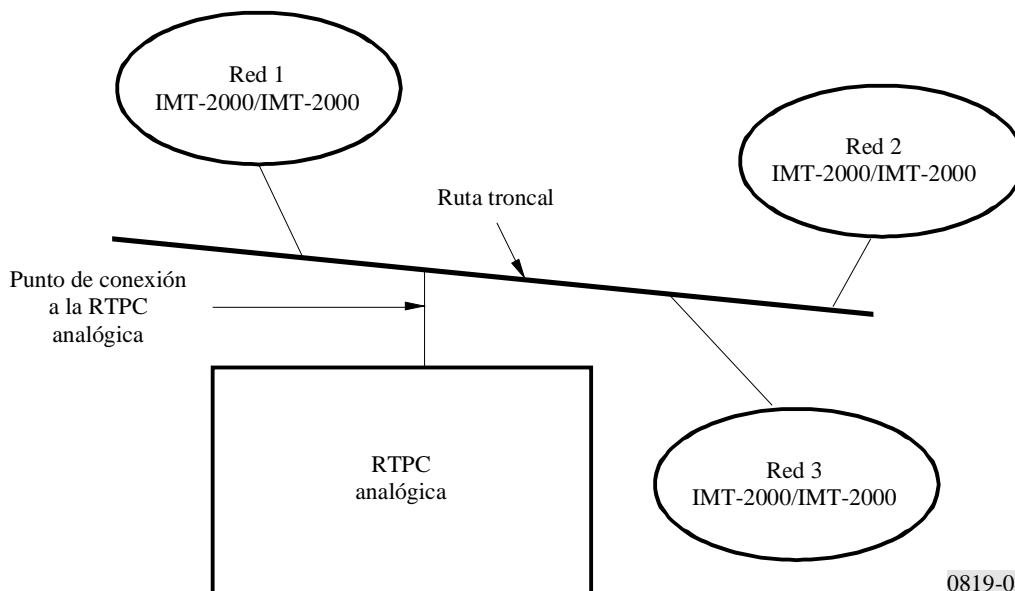 Red 1
IMT-2000/IMT-2000
Red 2
IMT-2000/IMT-2000
Ruta troncal
Punto de conexión
a la RTPC
analógica
RTPC
analógica
Red 3
IMT-2000/IMT-2000
0819-0